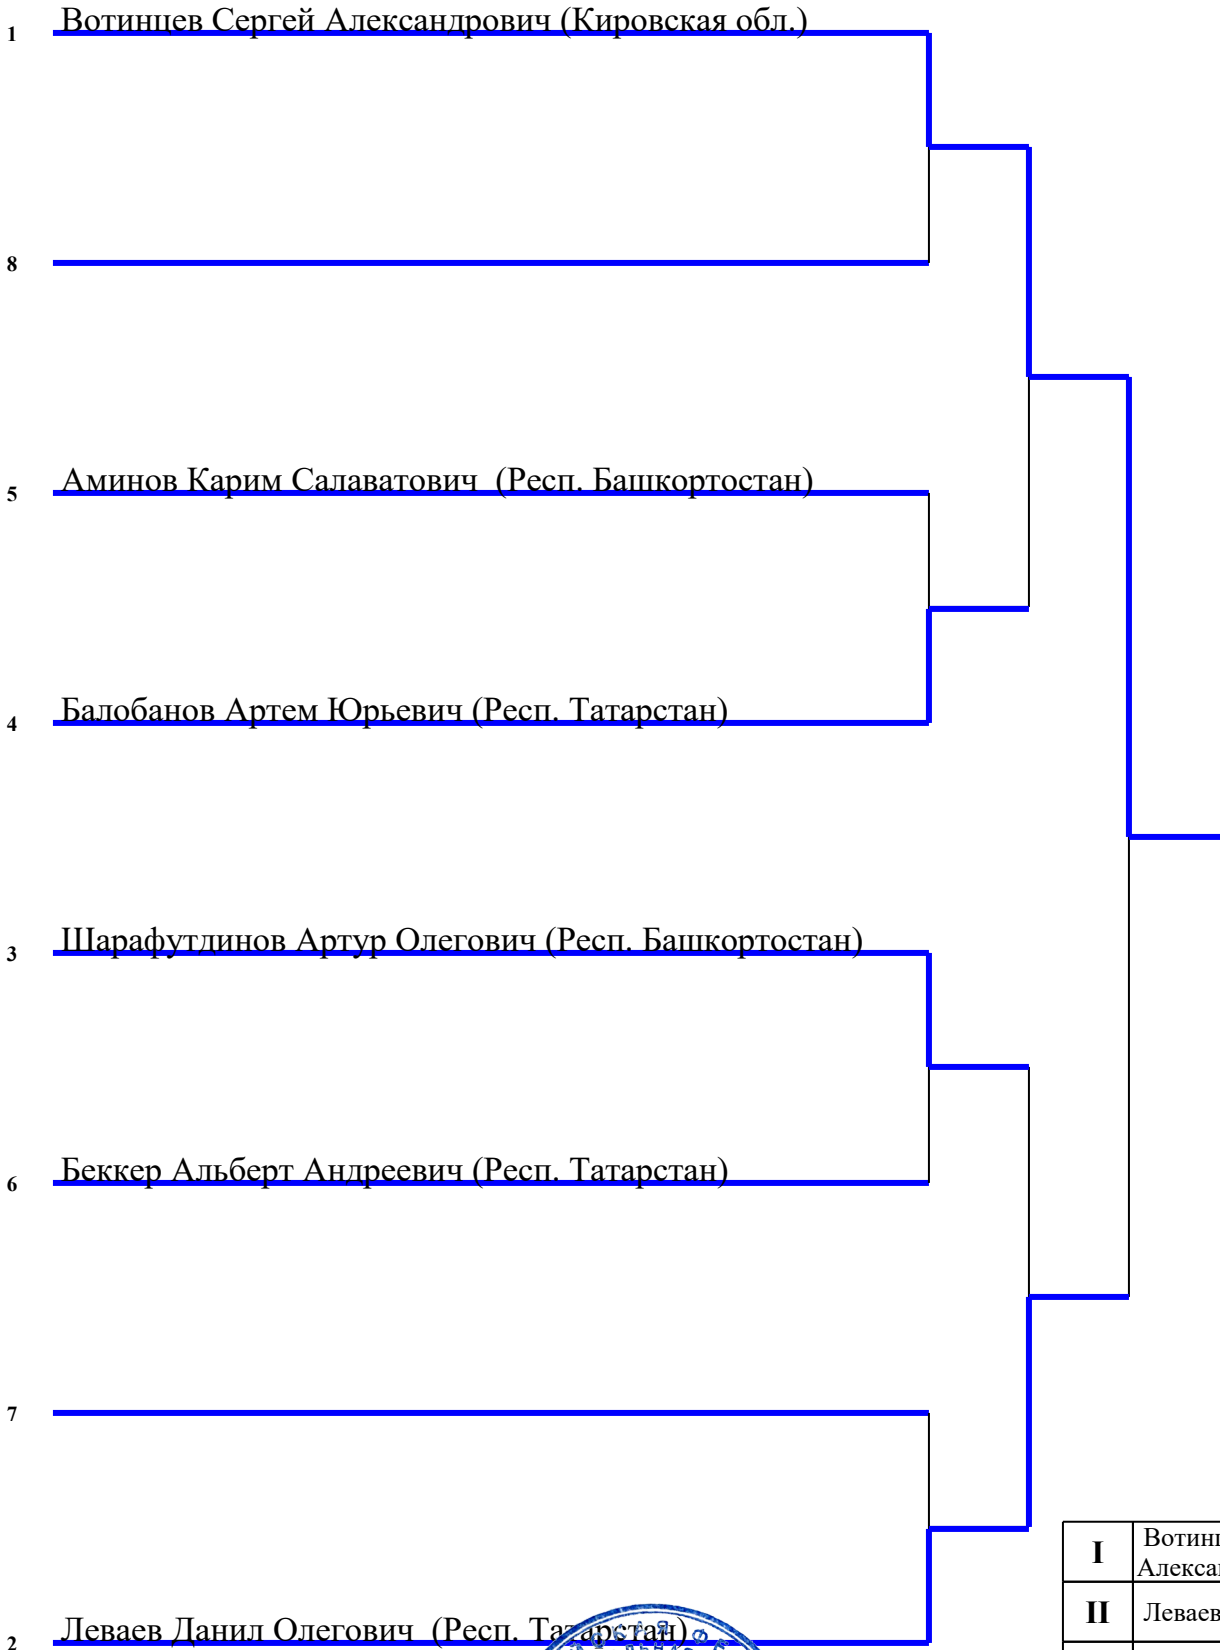 1 Вотинцев Сергей Александрович (Кировская обл.)
8
5 Аминов Карим Салаватович (Респ. Башкортостан)
4 Балобанов Артем Юрьевич (Респ. Татарстан)
3 Шарафутдинов Артур Олегович (Респ. Башкортостан)
6 Беккер Альберт Андреевич (Респ. Татарстан)
7
I
II Леваев
2 Леваев Данил Олегович (Респ. Татарстан)